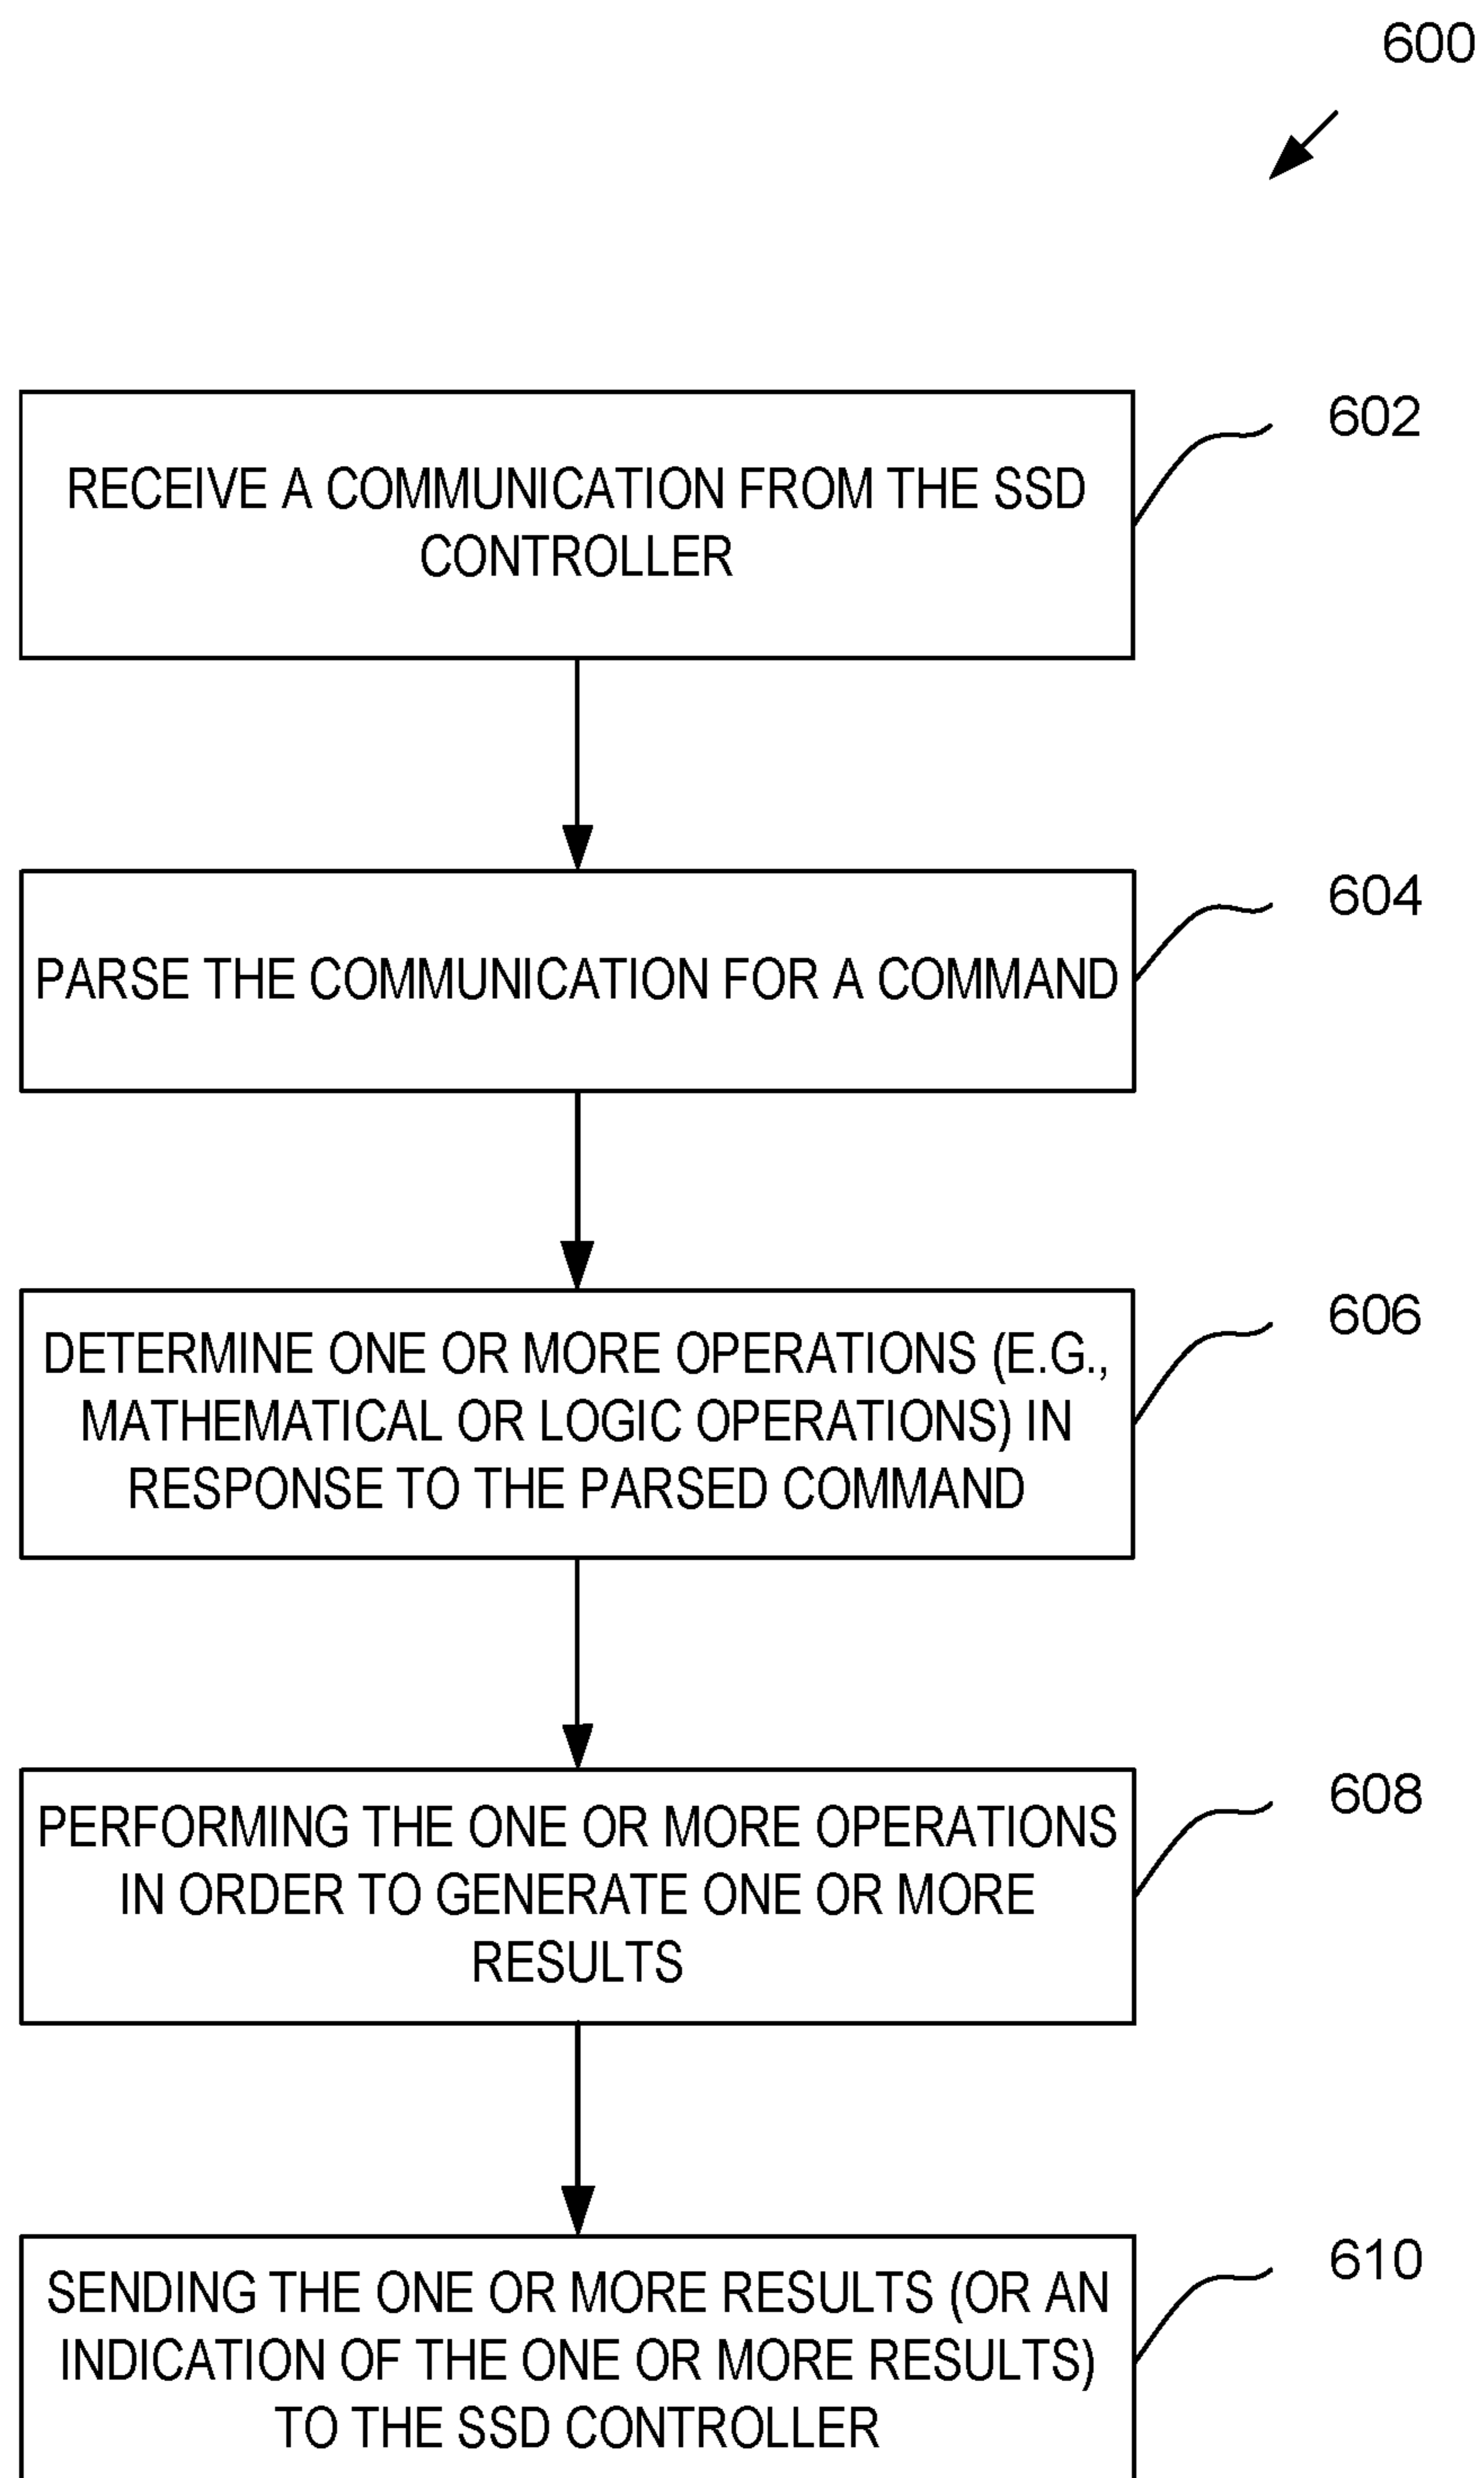 600
602
RECEIVE A COMMUNICATION FROM THE SSD
CONTROLLER
604
PARSE THE COMMUNICATION FOR A COMMAND
606
DETERMINE ONE OR MORE OPERATIONS (E.G.,
MATHEMATICAL OR LOGIC OPERATIONS) IN
RESPONSE TO THE PARSED COMMAND
608
PERFORMING THE ONE OR MORE OPERATIONS
IN ORDER TO GENERATE ONE OR MORE
RESULTS
610
SENDING THE ONE OR MORE RESULTS (OR AN
INDICATION OF THE ONE OR MORE RESULTS)
TO THE SSD CONTROLLER